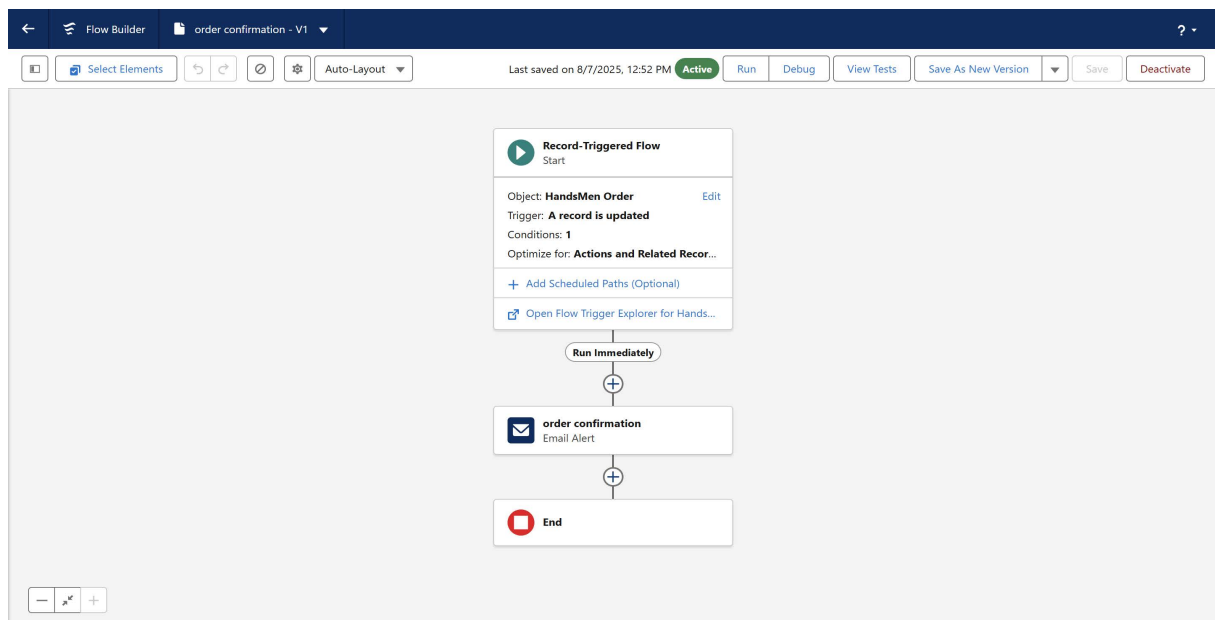 Flow Builder
order confirmation - V1
?
Select Elements
Auto-Layout
Last saved on 8/7/2025, 12:52 PM
Active
Run
Debug
View Tests
Save As New Version
Save
Deactivate
Record-Triggered Flow
Start
Object: HandsMen Order
Edit
Trigger: A record is updated
Conditions: 1
Optimize for: Actions and Related Recor...
Add Scheduled Paths (Optional)
Open Flow Trigger Explorer for Hands...
Run Immediately
order confirmation
Email Alert
End